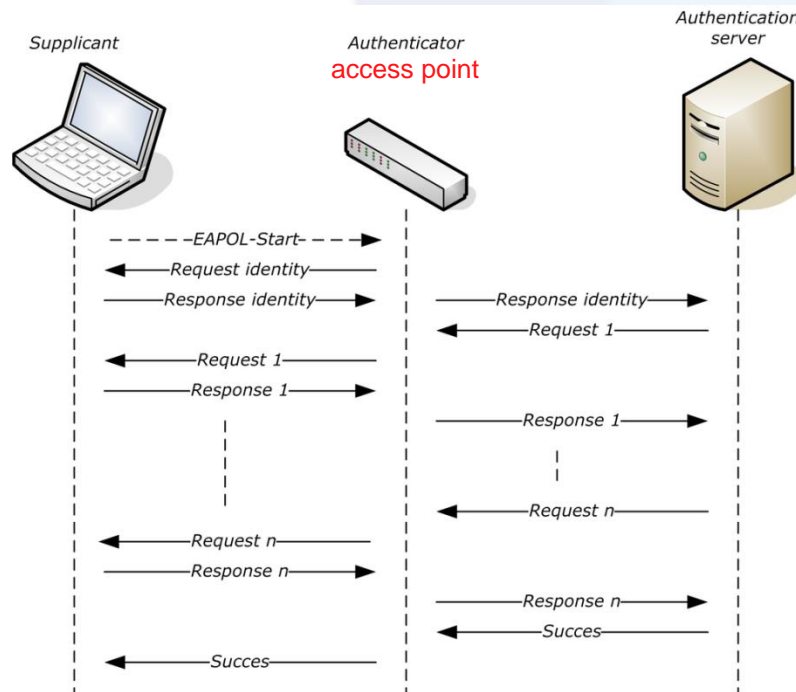 Supplicant
Authenticator
access point
Authentication
server
EAPOL-Start
Request identity
Response identity
Response identity
Request 1
Request 1
Response 1
Response 1
Request n
Request n
Response n
Response n
Succes
Succes